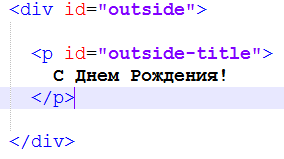 <div id="outside">
<p id="outside-title">
С Днем Рождения!
</p>
</div>